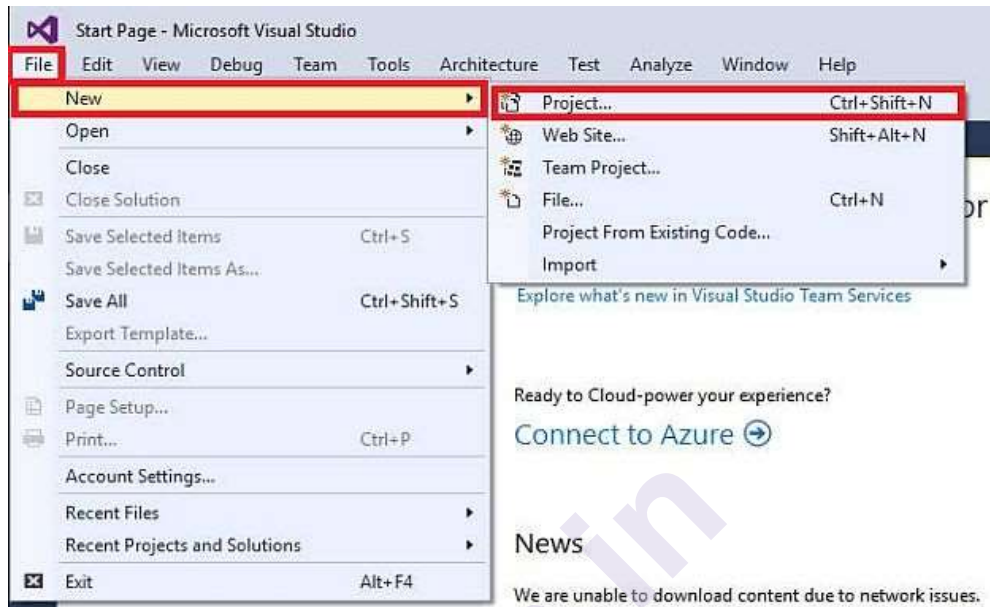 Start Page - Microsoft Visual Studio
File Edit View Debug Team Tools Architecture Test Analyze Window Help
New
Open
Close
Close Solution
Save Selected Items Ctrl+S
Save Selected Items As...
Save All Ctrl+Shift+S
Export Template...
Source Control
Page Setup...
Print... Ctrl+P
Account Settings...
Recent Files
Recent Projects and Solutions
Exit Alt+F4
Project... Ctrl+Shift+N
Web Site... Shift+Alt+N
Team Project...
File... Ctrl+N
Project From Existing Code...
Import
or
Explore what's new in Visual Studio Team Services
Ready to Cloud-power your experience?
Connect to Azure
News
We are unable to download content due to network issues.
in